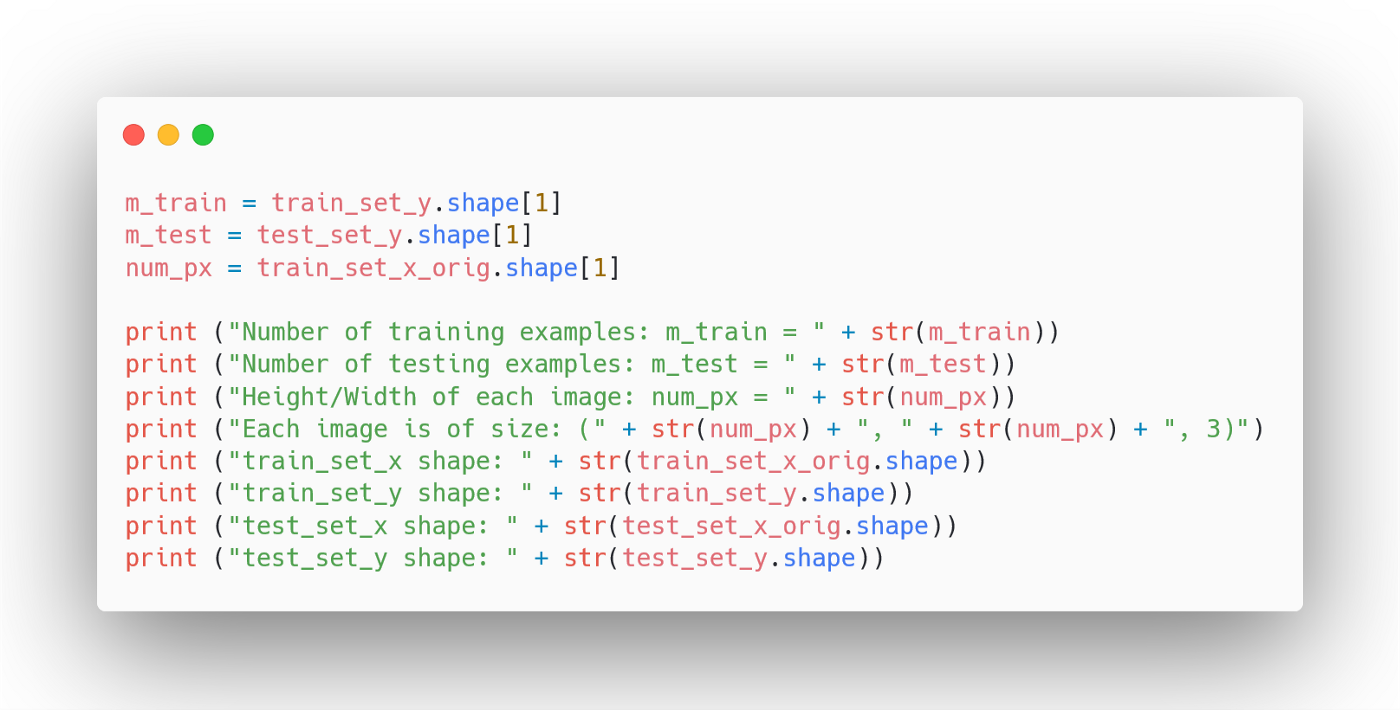 m_train = train_set_y.shape[1]
m_test = test_set_y.shape[1]
num_px = train_set_x_orig.shape[1]
print ("Number of training examples: m_train = " + str(m_train))
print ("Number of testing examples: m_test = " + str(m_test))
print ("Height/Width of each image: num_px = " + str(num_px))
print ("Each image is of size: (" + str(num_px) + ", " + str(num_px) + ", 3)")
print ("train_set_x shape: " + str(train_set_x_orig.shape))
print ("train_set_y shape: " + str(train_set_y.shape))
print ("test_set_x shape: " + str(test_set_x_orig.shape))
print ("test_set_y shape: " + str(test_set_y.shape))